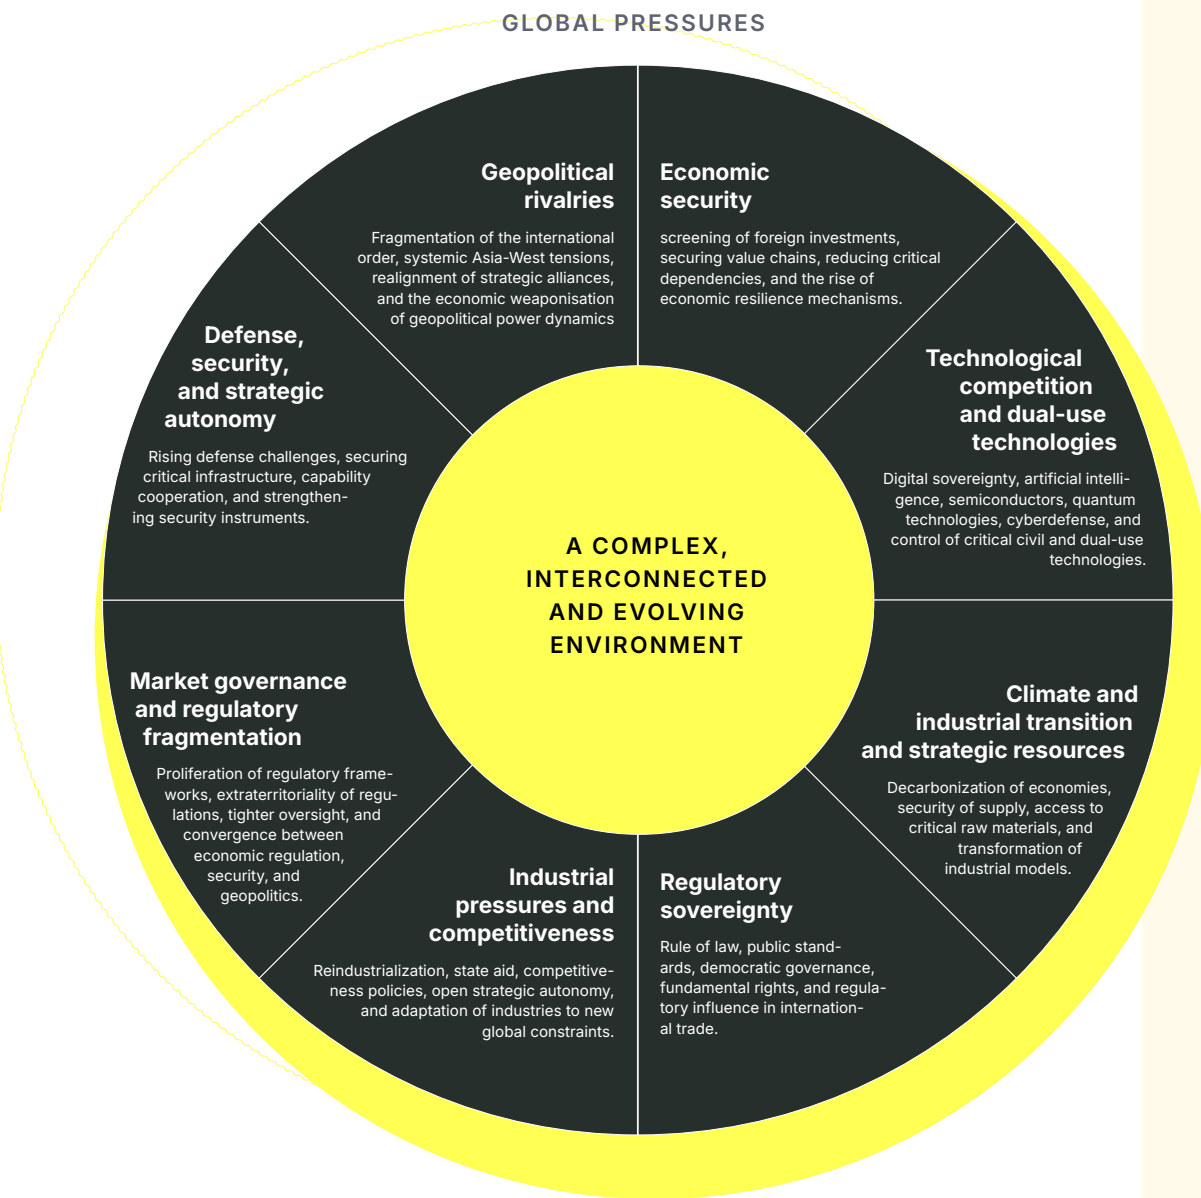 GLOBAL PRESSURES
Geopolitical
rivalries
Fragmentation of the international
order, systemic Asia-West tensions,
realignment of strategic alliances,
and the economic weaponisation
of geopolitical power dynamics
Economic
security
screening of foreign investments,
securing value chains, reducing critical
dependencies, and the rise of
economic resilience mechanisms.
Technological
competition
and dual-use
technologies
Digital sovereignty, artificial intelli-
gence, semiconductors, quantum
technologies, cyberdefense, and
control of critical civil and dual-use
technologies.
Climate and
industrial transition
and strategic resources
Decarbonization of economies,
security of supply, access to
critical raw materials, and
transformation of
industrial models.
Regulatory
sovereignty
Rule of law, public stand-
ards, democratic governance,
fundamental rights, and regula-
tory influence in internation-
al trade.
Industrial
pressures and
competitiveness
Reindustrialization, state aid, competitive-
ness policies, open strategic autonomy,
and adaptation of industries to new
global constraints.
Market governance
and regulatory
fragmentation
Proliferation of regulatory frame-
works, extraterritoriality of regu-
lations, tighter oversight, and
convergence between
economic regulation,
security, and
geopolitics.
Defense,
security,
and strategic
autonomy
Rising defense challenges, securing
critical infrastructure, capability
cooperation, and strengthen-
ing security instruments.
A COMPLEX,
INTERCONNECTED
AND EVOLVING
ENVIRONMENT